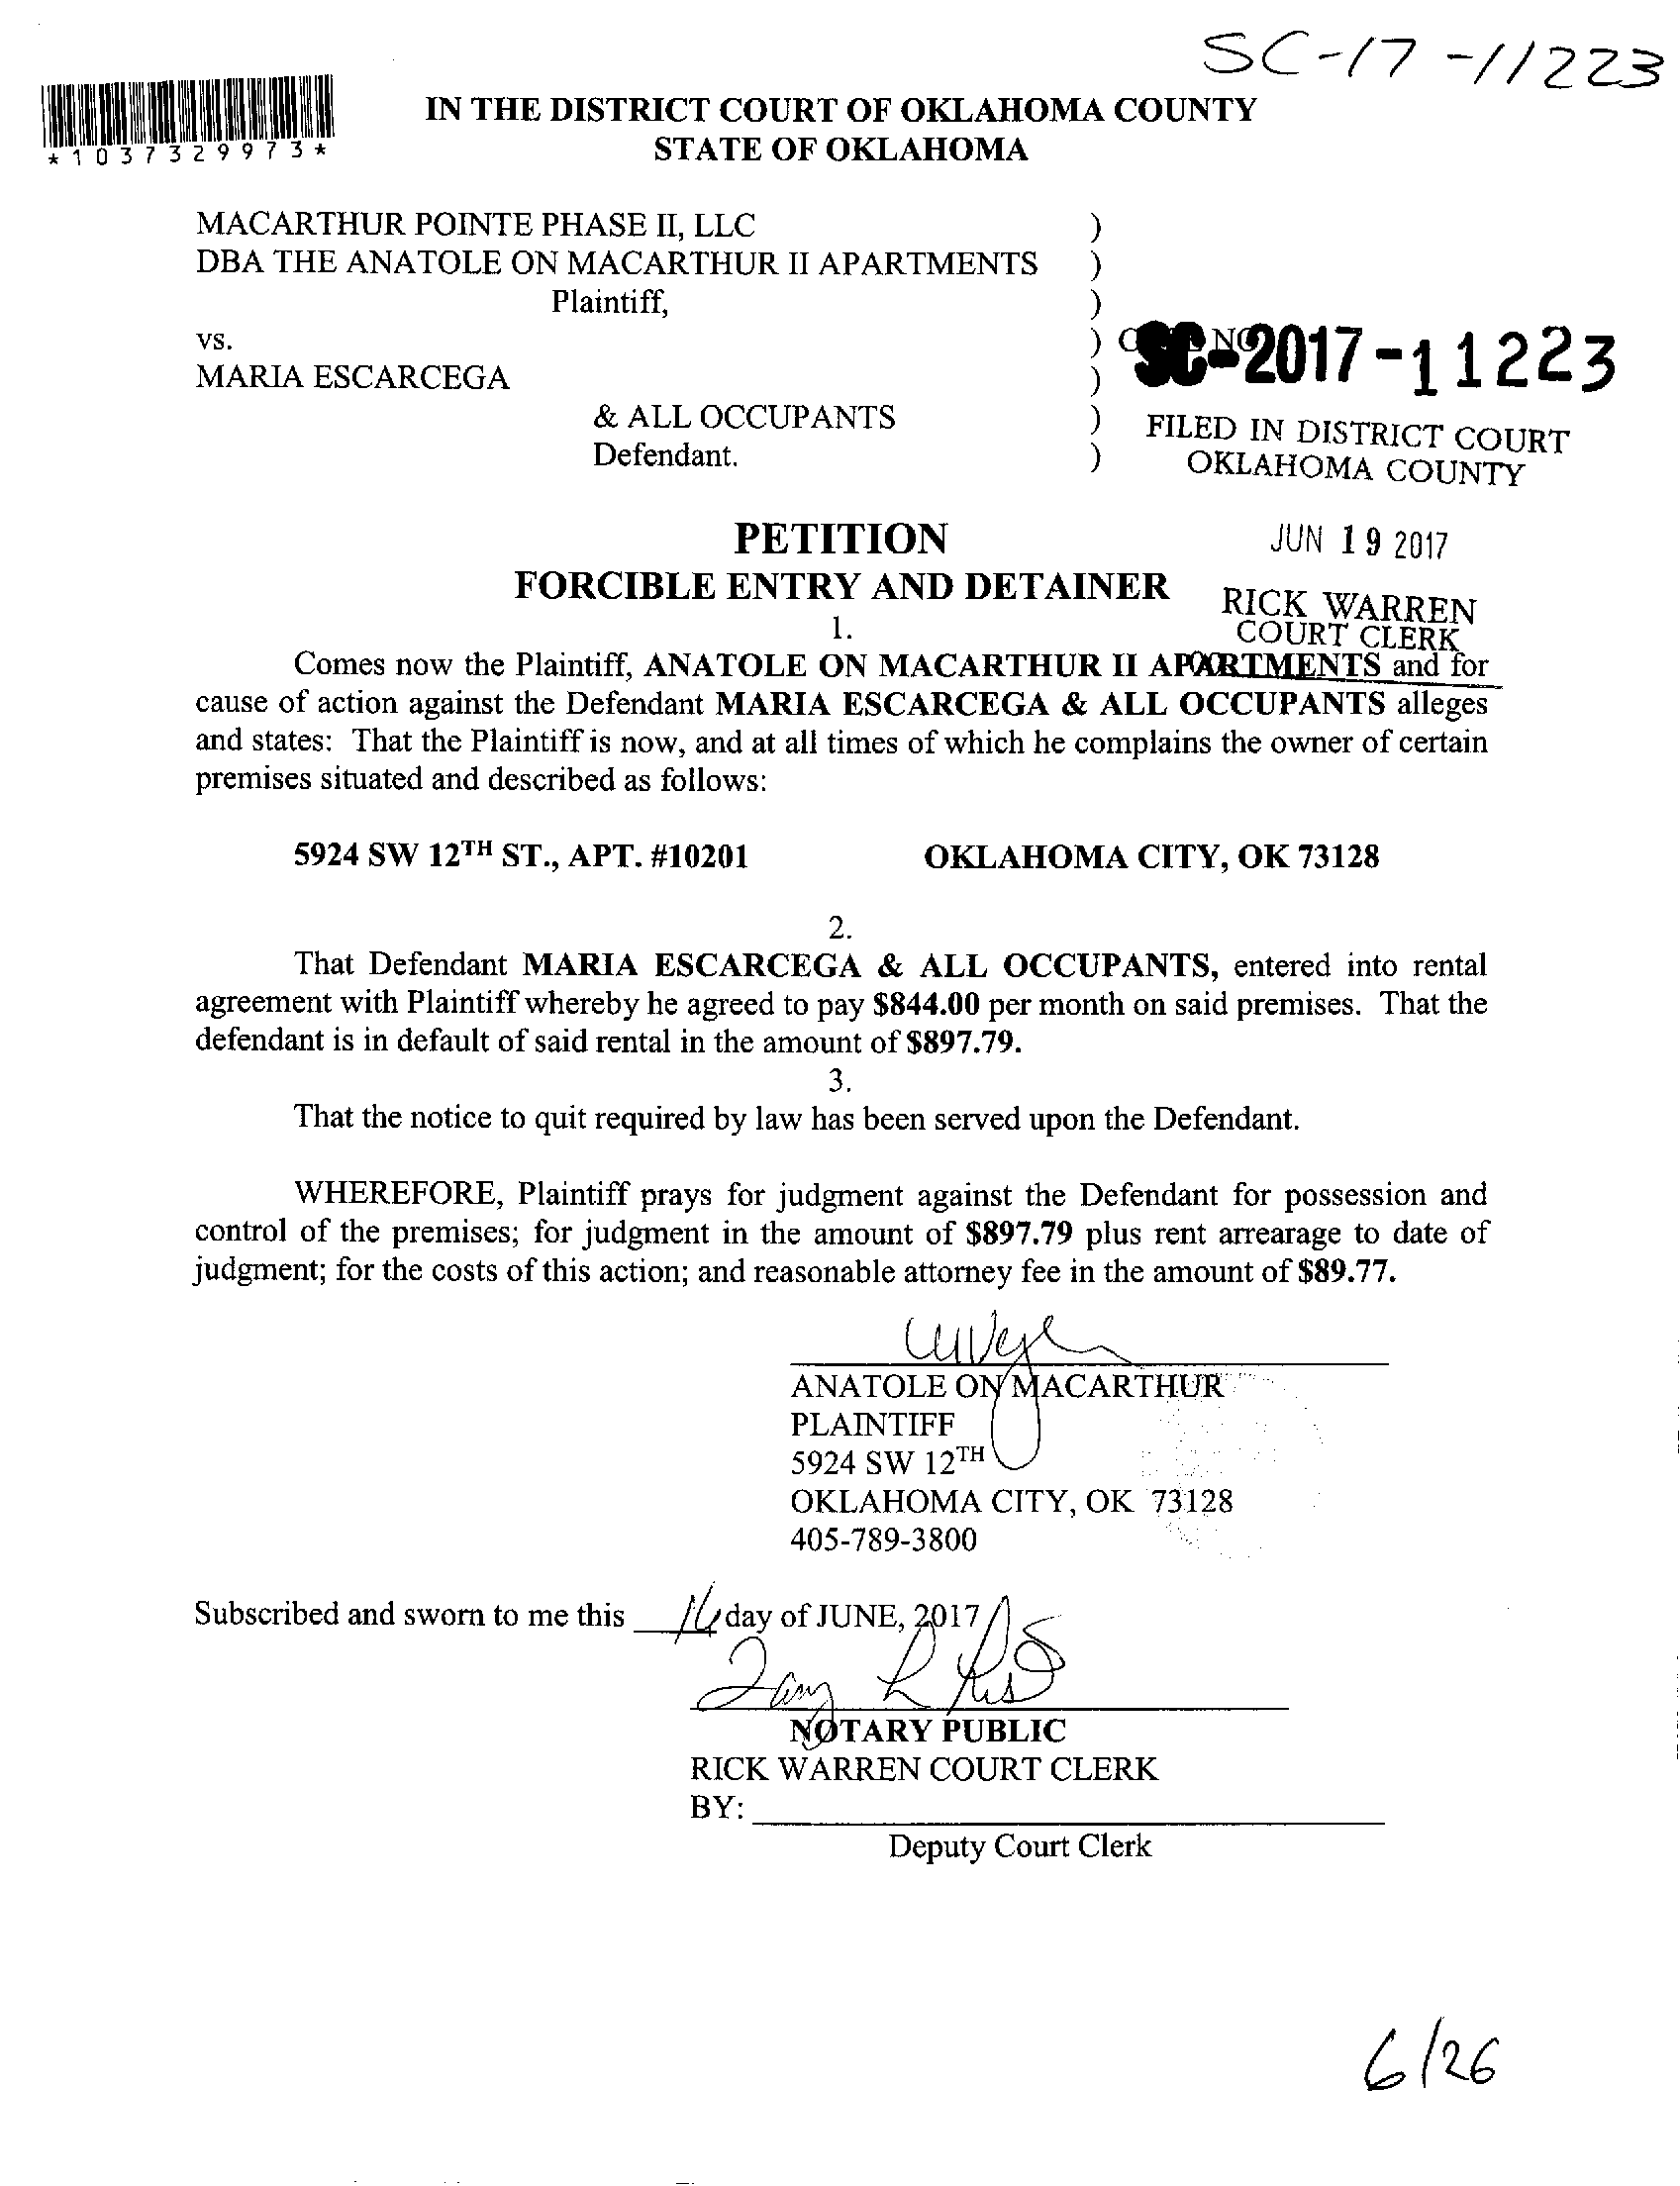 SC-17-11223
*1037329973*
IN THE DISTRICT COURT OF OKLAHOMA COUNTY
STATE OF OKLAHOMA
MACARTHUR POINTE PHASE II, LLC )
DBA THE ANATOLE ON MACARTHUR II APARTMENTS )
Plaintiff, )
vs. )
SC-2017-11223
MARIA ESCARCEGA )
& ALL OCCUPANTS )
Defendant. )
FILED IN DISTRICT COURT
OKLAHOMA COUNTY
JUN 19 2017
RICK WARREN
COURT CLERK
PETITION
FORCIBLE ENTRY AND DETAINER
1.
Comes now the Plaintiff, ANATOLE ON MACARTHUR II APARTMENTS and for
cause of action against the Defendant MARIA ESCARCEGA & ALL OCCUPANTS alleges
and states: That the Plaintiff is now, and at all times of which he complains the owner of certain
premises situated and described as follows:
5924 SW 12TH ST., APT. #10201 OKLAHOMA CITY, OK 73128
2.
That Defendant MARIA ESCARCEGA & ALL OCCUPANTS, entered into rental
agreement with Plaintiff whereby he agreed to pay $844.00 per month on said premises. That the
defendant is in default of said rental in the amount of $897.79.
3.
That the notice to quit required by law has been served upon the Defendant.
WHEREFORE, Plaintiff prays for judgment against the Defendant for possession and
control of the premises; for judgment in the amount of $897.79 plus rent arrearage to date of
judgment; for the costs of this action; and reasonable attorney fee in the amount of $89.77.
ANATOLE ON MACARTHUR
PLAINTIFF
5924 SW 12TH
OKLAHOMA CITY, OK 73128
405-789-3800
Subscribed and sworn to me this day of JUNE, 2017
NOTARY PUBLIC
RICK WARREN COURT CLERK
BY:
Deputy Court Clerk
6/26